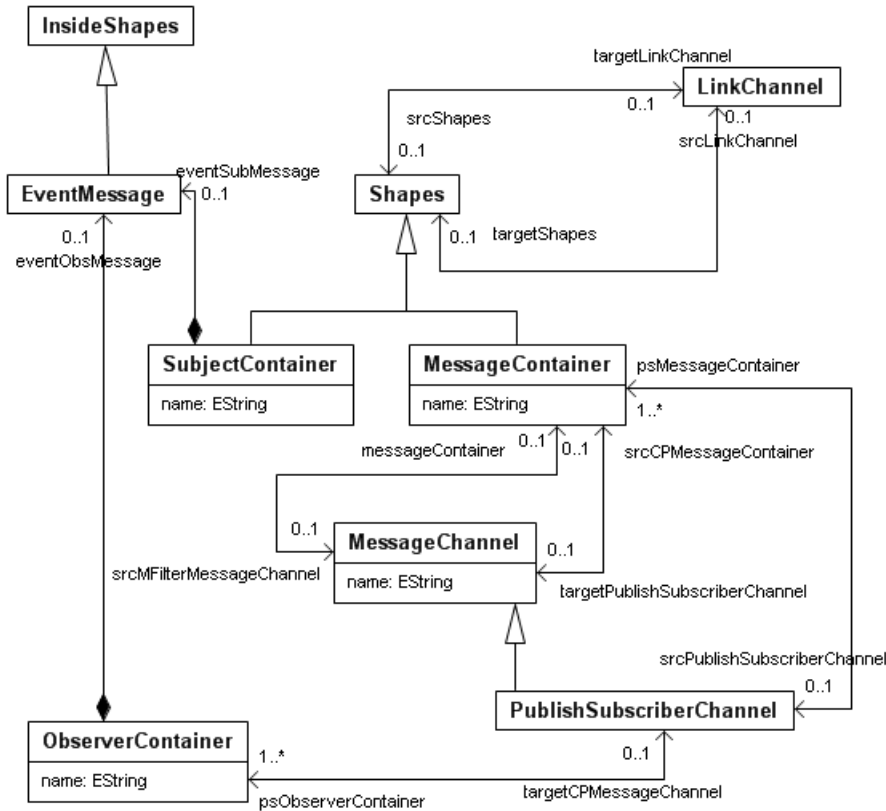 InsideShapes
targetLinkChannel
LinkChannel
0..1
0..1
srcShapes
srcLinkChannel
0..1
eventSubMessage
EventMessage
0..1
Shapes
0..1
0..1
targetShapes
eventObsMessage
SubjectContainer
name: EString
MessageContainer
name: EString
psMessageContainer
1..*
messageContainer
0..1
0..1
srcCPMessageContainer
0..1
MessageChannel
name: EString
0..1
srcMFilterMessageChannel
targetPublishSubscriberChannel
srcPublishSubscriberChannel
0..1
PublishSubscriberChannel
ObserverContainer
name: EString
1..*
0..1
psObserverContainer
targetCPMessageChannel